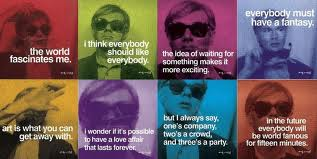 the world
fascinates me.
i think everybody
should like
everybody.
the idea of waiting for
something makes it
more exciting.
everybody must
have a fantasy.
art is what you can
get away with.
i wonder if it's possible
to have a love affair
that lasts forever.
but I always say,
one's company,
two's a crowd,
and three's a party.
in the future
everybody will
be world famous
for fifteen minutes.